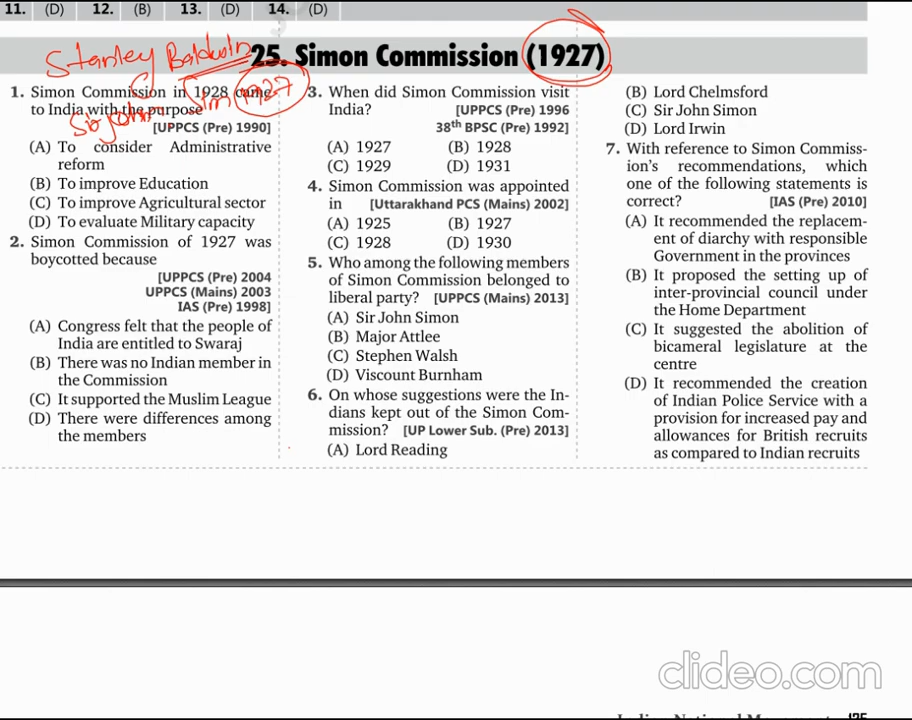 11. (D) 12. (B) 13. (D) 14. (D)
Stanley Baldwin
25. Simon Commission (1927)
1. Simon Commission in 1928 came
to India with the purpose
[UPPCS (Pre) 1990]
Sir John Sim 1927
(A) To consider Administrative
reform
(B) To improve Education
(C) To improve Agricultural sector
(D) To evaluate Military capacity
2. Simon Commission of 1927 was
boycotted because
[UPPCS (Pre) 2004
UPPCS (Mains) 2003
IAS (Pre) 1998]
(A) Congress felt that the people of
India are entitled to Swaraj
(B) There was no Indian member in
the Commission
(C) It supported the Muslim League
(D) There were differences among
the members
3. When did Simon Commission visit
India? [UPPCS (Pre) 1996
38th BPSC (Pre) 1992]
(A) 1927 (B) 1928
(C) 1929 (D) 1931
4. Simon Commission was appointed
in [Uttarakhand PCS (Mains) 2002]
(A) 1925 (B) 1927
(C) 1928 (D) 1930
5. Who among the following members
of Simon Commission belonged to
liberal party? [UPPCS (Mains) 2013]
(A) Sir John Simon
(B) Major Attlee
(C) Stephen Walsh
(D) Viscount Burnham
6. On whose suggestions were the In-
dians kept out of the Simon Com-
mission? [UP Lower Sub. (Pre) 2013]
(A) Lord Reading
(B) Lord Chelmsford
(C) Sir John Simon
(D) Lord Irwin
7. With reference to Simon Commiss-
ion's recommendations, which
one of the following statements is
correct? [IAS (Pre) 2010]
(A) It recommended the replacem-
ent of diarchy with responsible
Government in the provinces
(B) It proposed the setting up of
inter-provincial council under
the Home Department
(C) It suggested the abolition of
bicameral legislature at the
centre
(D) It recommended the creation
of Indian Police Service with a
provision for increased pay and
allowances for British recruits
as compared to Indian recruits
clideo.com